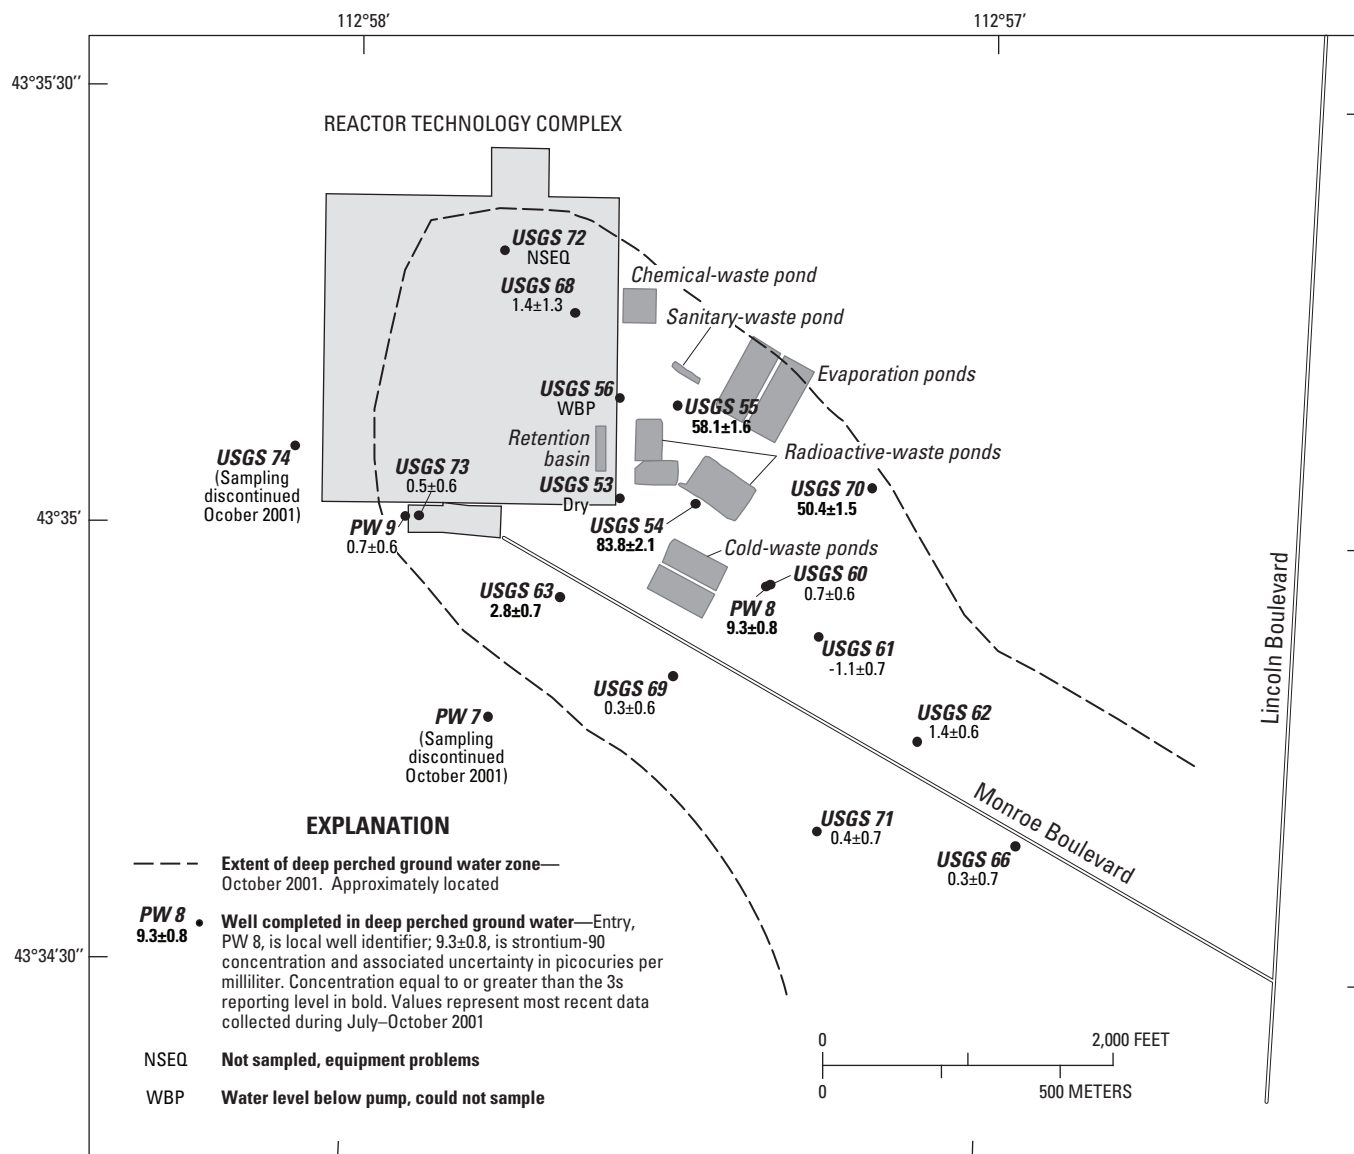 112°58'
112°57'
43°35'30''
REACTOR TECHNOLOGY COMPLEX
USGS 72
NSEQ
Chemical-waste pond
USGS 68
1.4±1.3
Sanitary-waste pond
Evaporation ponds
USGS 56
WBP
USGS 55
58.1±1.6
Retention
basin
Radioactive-waste ponds
USGS 74
(Sampling
discontinued
Ocober 2001)
USGS 73
0.5±0.6
USGS 53
Dry
USGS 70
50.4±1.5
43°35'
PW 9
0.7±0.6
USGS 54
83.8±2.1
Cold-waste ponds
USGS 63
2.8±0.7
USGS 60
0.7±0.6
PW 8
9.3±0.8
USGS 61
-1.1±0.7
USGS 69
0.3±0.6
PW 7
(Sampling
discontinued
October 2001)
USGS 62
1.4±0.6
Lincoln Boulevard
Monroe Boulevard
USGS 71
0.4±0.7
USGS 66
0.3±0.7
EXPLANATION
Extent of deep perched ground water zone—
October 2001. Approximately located
PW 8
9.3±0.8
Well completed in deep perched ground water—Entry,
PW 8, is local well identifier; 9.3±0.8, is strontium-90
concentration and associated uncertainty in picocuries per
milliliter. Concentration equal to or greater than the 3s
reporting level in bold. Values represent most recent data
collected during July–October 2001
43°34'30''
NSEQ Not sampled, equipment problems
WBP Water level below pump, could not sample
0 2,000 FEET
0 500 METERS